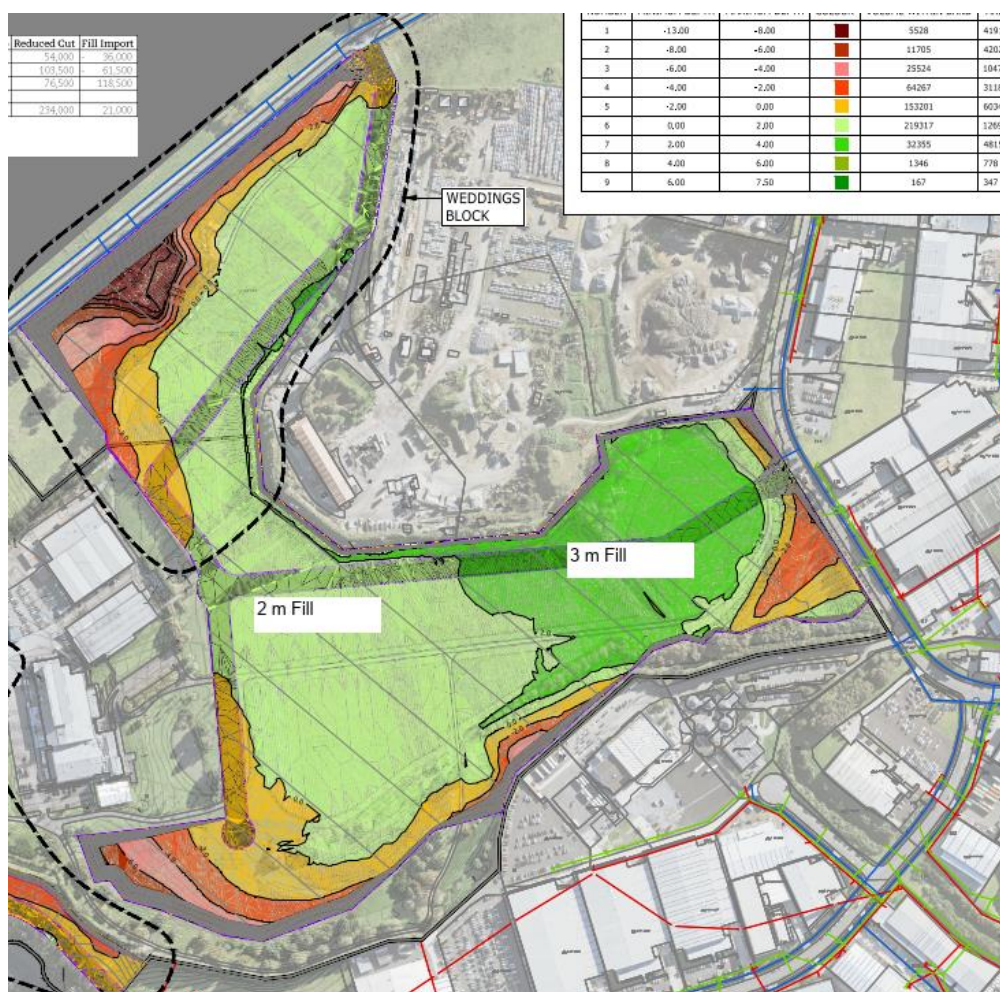 Reduced Cut Fill Import
54,000 - 36,000
103,500 - 61,500
76,500 118,500
234,000 21,000
1 -13.00 -8.00 5528
2 -8.00 -6.00 11705
3 -6.00 -4.00 25524
4 -4.00 -2.00 64267
5 -2.00 0.00 153201
6 0.00 2.00 219317
7 2.00 4.00 32355
8 4.00 6.00 1346 778
9 6.00 7.50 167 347
WEDDINGS
BLOCK
3 m Fill
2 m Fill